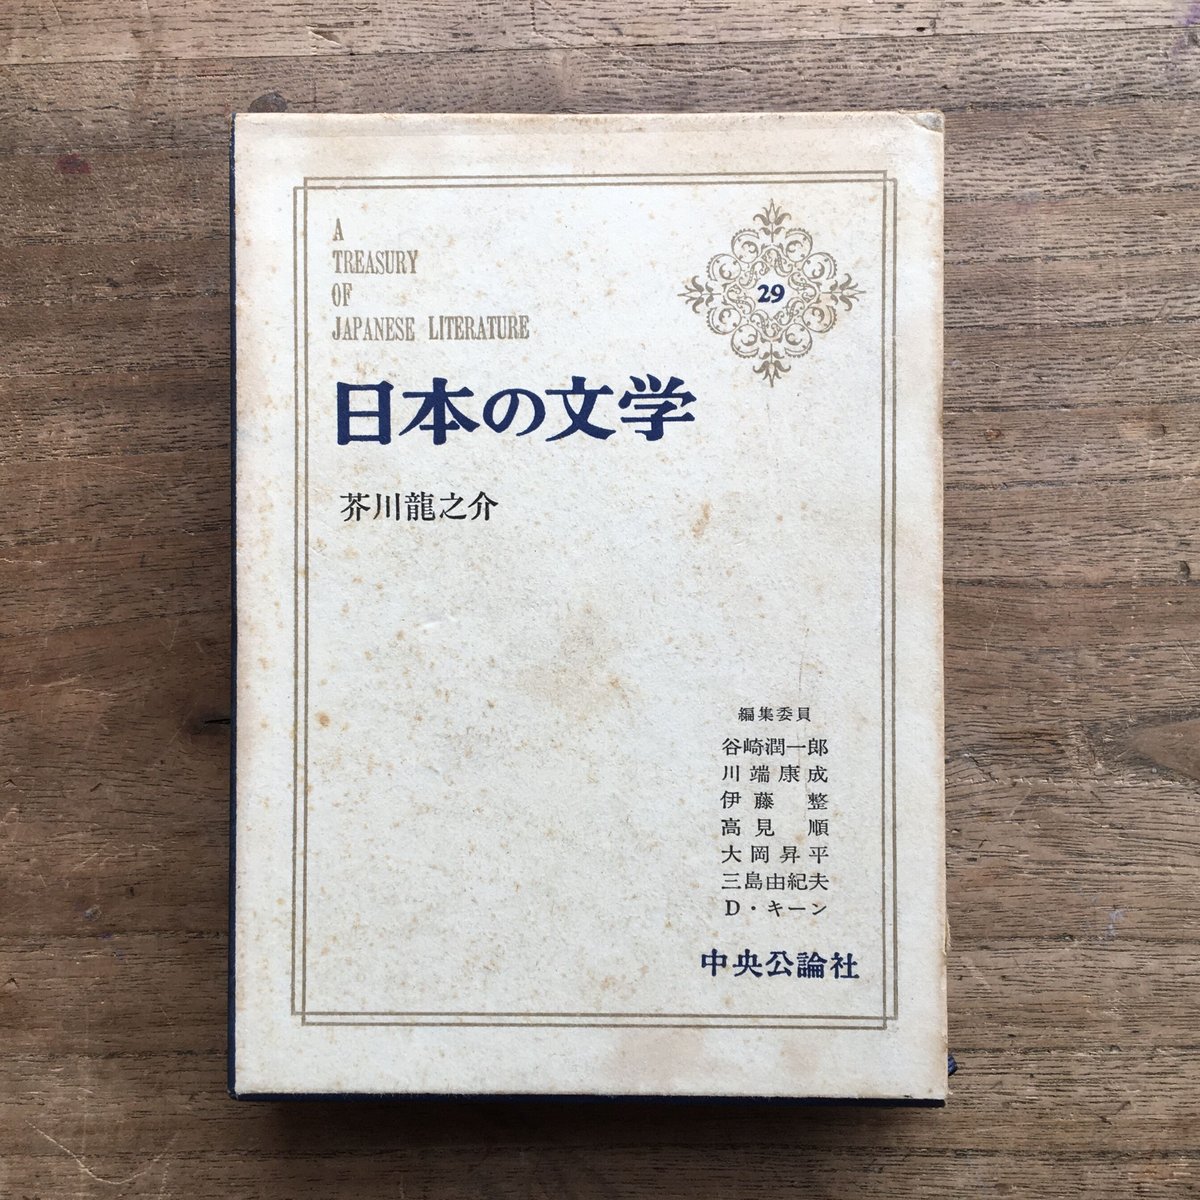 A
TREASURY
OF
JAPANESE LITERATURE
29
日本の文学
芥川龍之介
編集委員
谷崎潤一郎
川端康成
伊藤 整
高見 順
大岡昇平
三島由紀夫
D・キーン
中央公論社